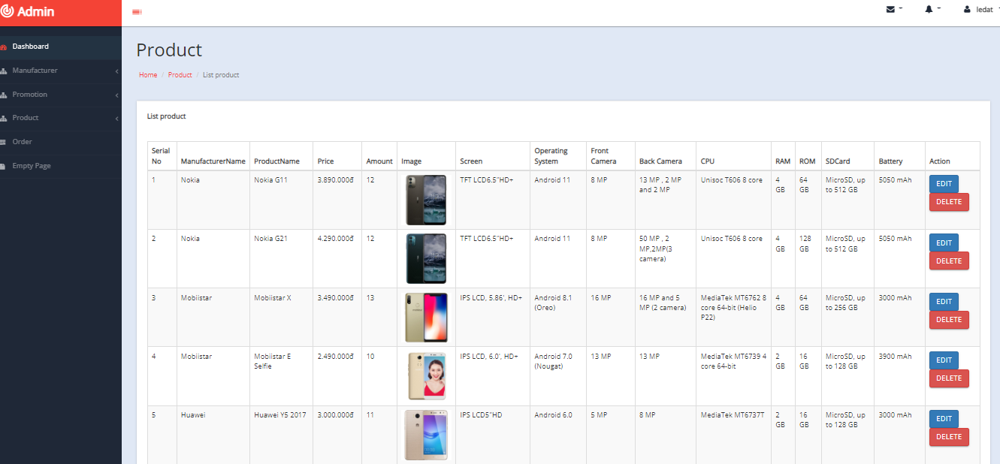 Admin
ledat
Dashboard
Manufacturer
Promotion
Product
Order
Empty Page
Product
Home / Product / List product
List product
Serial No ManufacturerName ProductName Price Amount Image Screen Operating System Front Camera Back Camera CPU RAM ROM SDCard Battery Action
1 Nokia Nokia G11 3.890.000đ 12 TFT LCD6.5"HD+ Android 11 8 MP 13 MP , 2 MP and 2 MP Unisoc T606 8 core 4 GB 64 GB MicroSD, up to 512 GB 5050 mAh EDIT DELETE
2 Nokia Nokia G21 4.290.000đ 12 TFT LCD6.5"HD+ Android 11 8 MP 50 MP , 2 MP,2MP(3 camera) Unisoc T606 8 core 4 GB 128 GB MicroSD, up to 512 GB 5050 mAh EDIT DELETE
3 Mobiistar Mobiistar X 3.490.000đ 13 IPS LCD, 5.86', HD+ Android 8.1 (Oreo) 16 MP 16 MP and 5 MP (2 camera) MediaTek MT6762 8 core 64-bit (Helio P22) 4 GB 64 GB MicroSD, up to 256 GB 3000 mAh EDIT DELETE
4 Mobiistar Mobiistar E Selfie 2.490.000đ 10 IPS LCD, 6.0', HD+ Android 7.0 (Nougat) 13 MP 13 MP MediaTek MT6739 4 core 64-bit 2 GB 16 GB MicroSD, up to 128 GB 3900 mAh EDIT DELETE
5 Huawei Huawei Y5 2017 3.000.000đ 11 IPS LCD5"HD Android 6.0 5 MP 8 MP MediaTek MT6737T 2 GB 16 GB MicroSD, up to 128 GB 3000 mAh EDIT DELETE